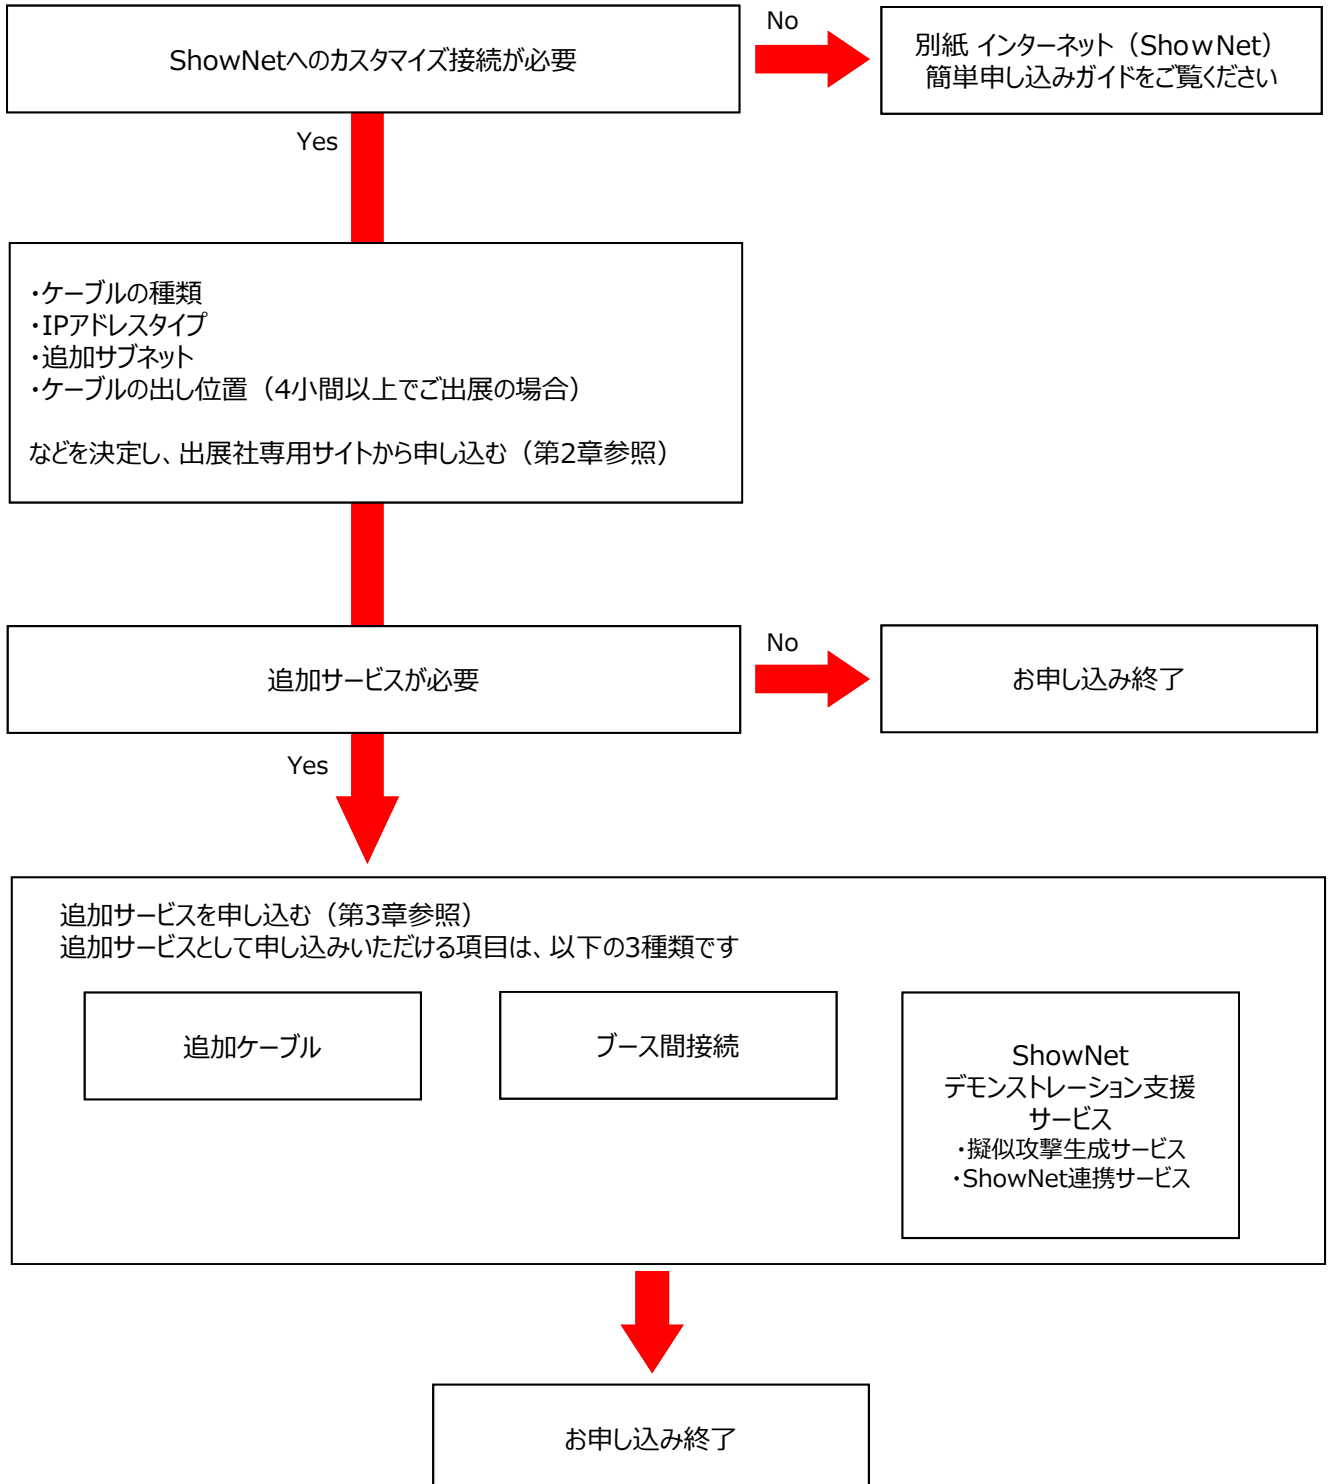 ShowNetへのカスタマイズ接続が必要
No
別紙 インターネット（ShowNet）
簡単申し込みガイドをご覧ください
Yes
・ケーブルの種類
・IPアドレスタイプ
・追加サブネット
・ケーブルの出し位置（4小間以上でご出展の場合）
などを決定し、出展社専用サイトから申し込む（第2章参照）
追加サービスが必要
No
お申し込み終了
Yes
追加サービスを申し込む（第3章参照）
追加サービスとして申し込みいただける項目は、以下の3種類です
追加ケーブル
ブース間接続
ShowNet
デモンストレーション支援
サービス
・擬似攻撃生成サービス
・ShowNet連携サービス
お申し込み終了